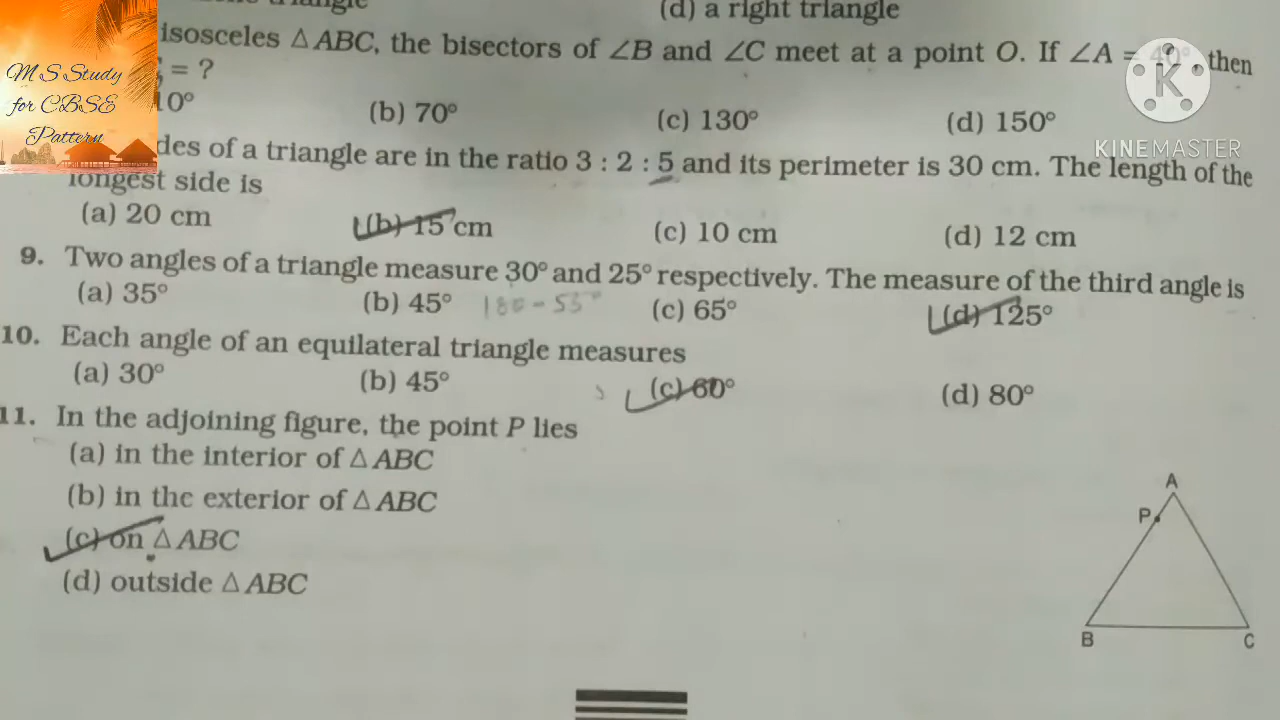 (d) a right triangle
isosceles △ ABC, the bisectors of ∠B and ∠C meet at a point O. If ∠A = 40°, then
= ?
10° (b) 70° (c) 130° (d) 150°
des of a triangle are in the ratio 3 : 2 : 5 and its perimeter is 30 cm. The length of the
longest side is
(a) 20 cm (b) 15 cm (c) 10 cm (d) 12 cm
9. Two angles of a triangle measure 30° and 25° respectively. The measure of the third angle is
(a) 35° (b) 45° 180-55° (c) 65° (d) 125°
10. Each angle of an equilateral triangle measures
(a) 30° (b) 45° (c) 60° (d) 80°
11. In the adjoining figure, the point P lies
(a) in the interior of △ ABC
(b) in the exterior of △ ABC
(c) on △ ABC
(d) outside △ ABC
A
P
B C
M S Study
for CBSE
Pattern
K
KINEMASTER